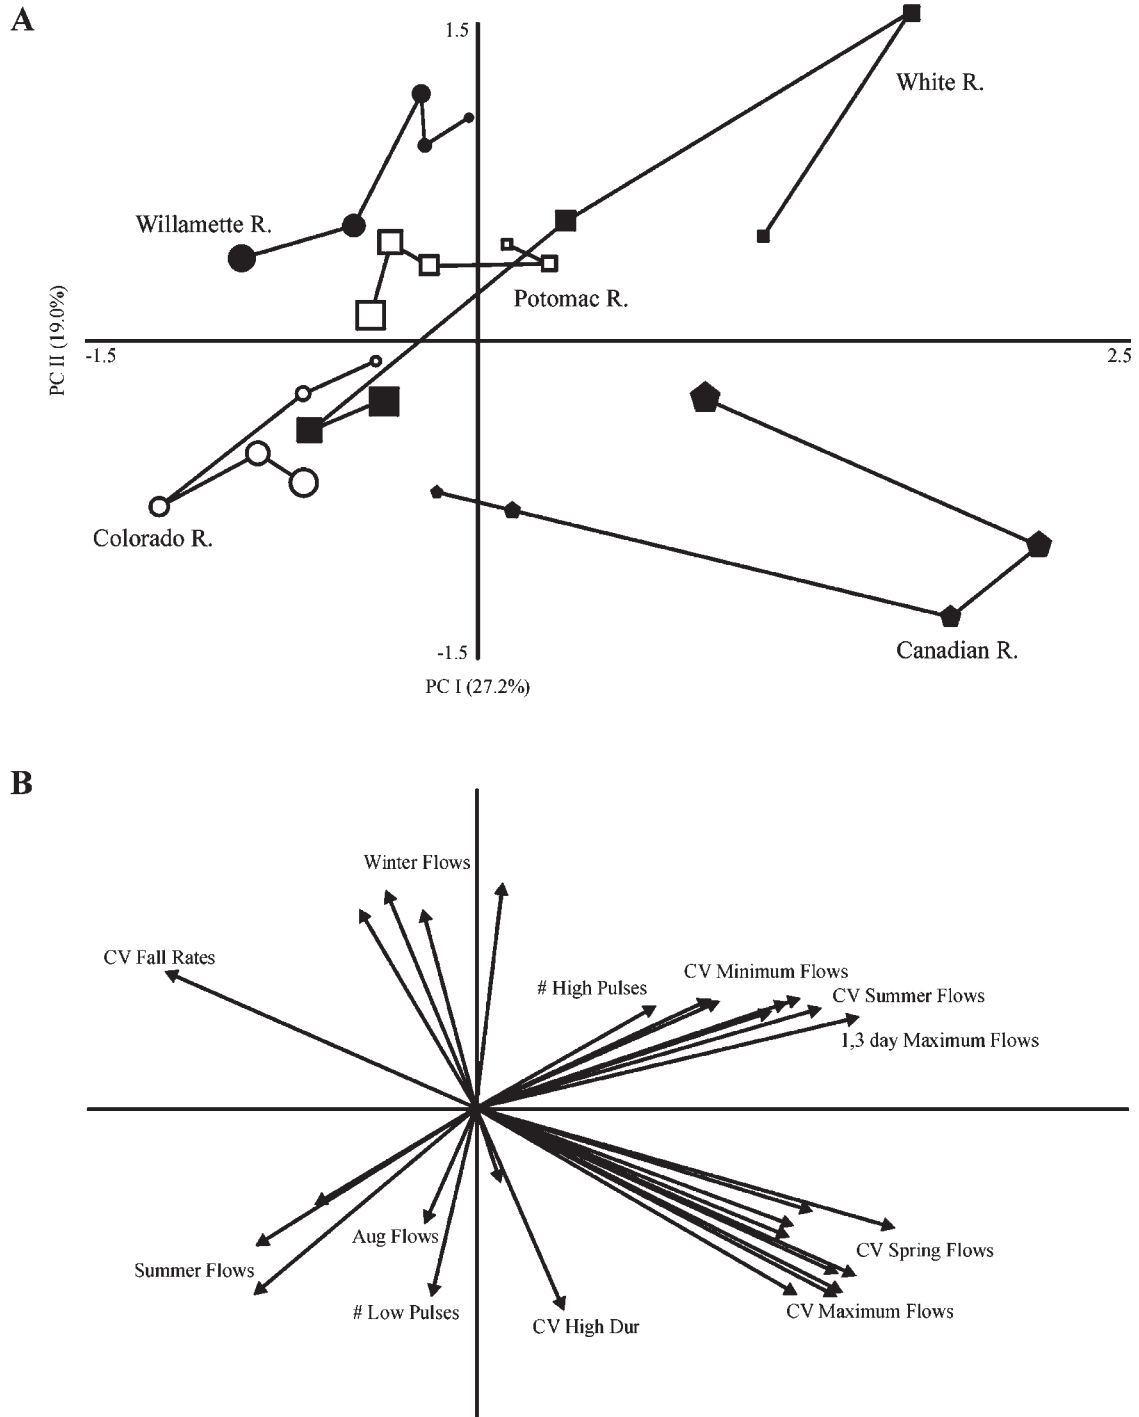 A
1.5
White R.
Willamette R.
Potomac R.
PC II (19.0%)
-1.5
2.5
Colorado R.
Canadian R.
-1.5
PC I (27.2%)
B
Winter Flows
CV Fall Rates
# High Pulses
CV Minimum Flows
CV Summer Flows
1,3 day Maximum Flows
Aug Flows
CV Spring Flows
Summer Flows
# Low Pulses
CV High Dur
CV Maximum Flows